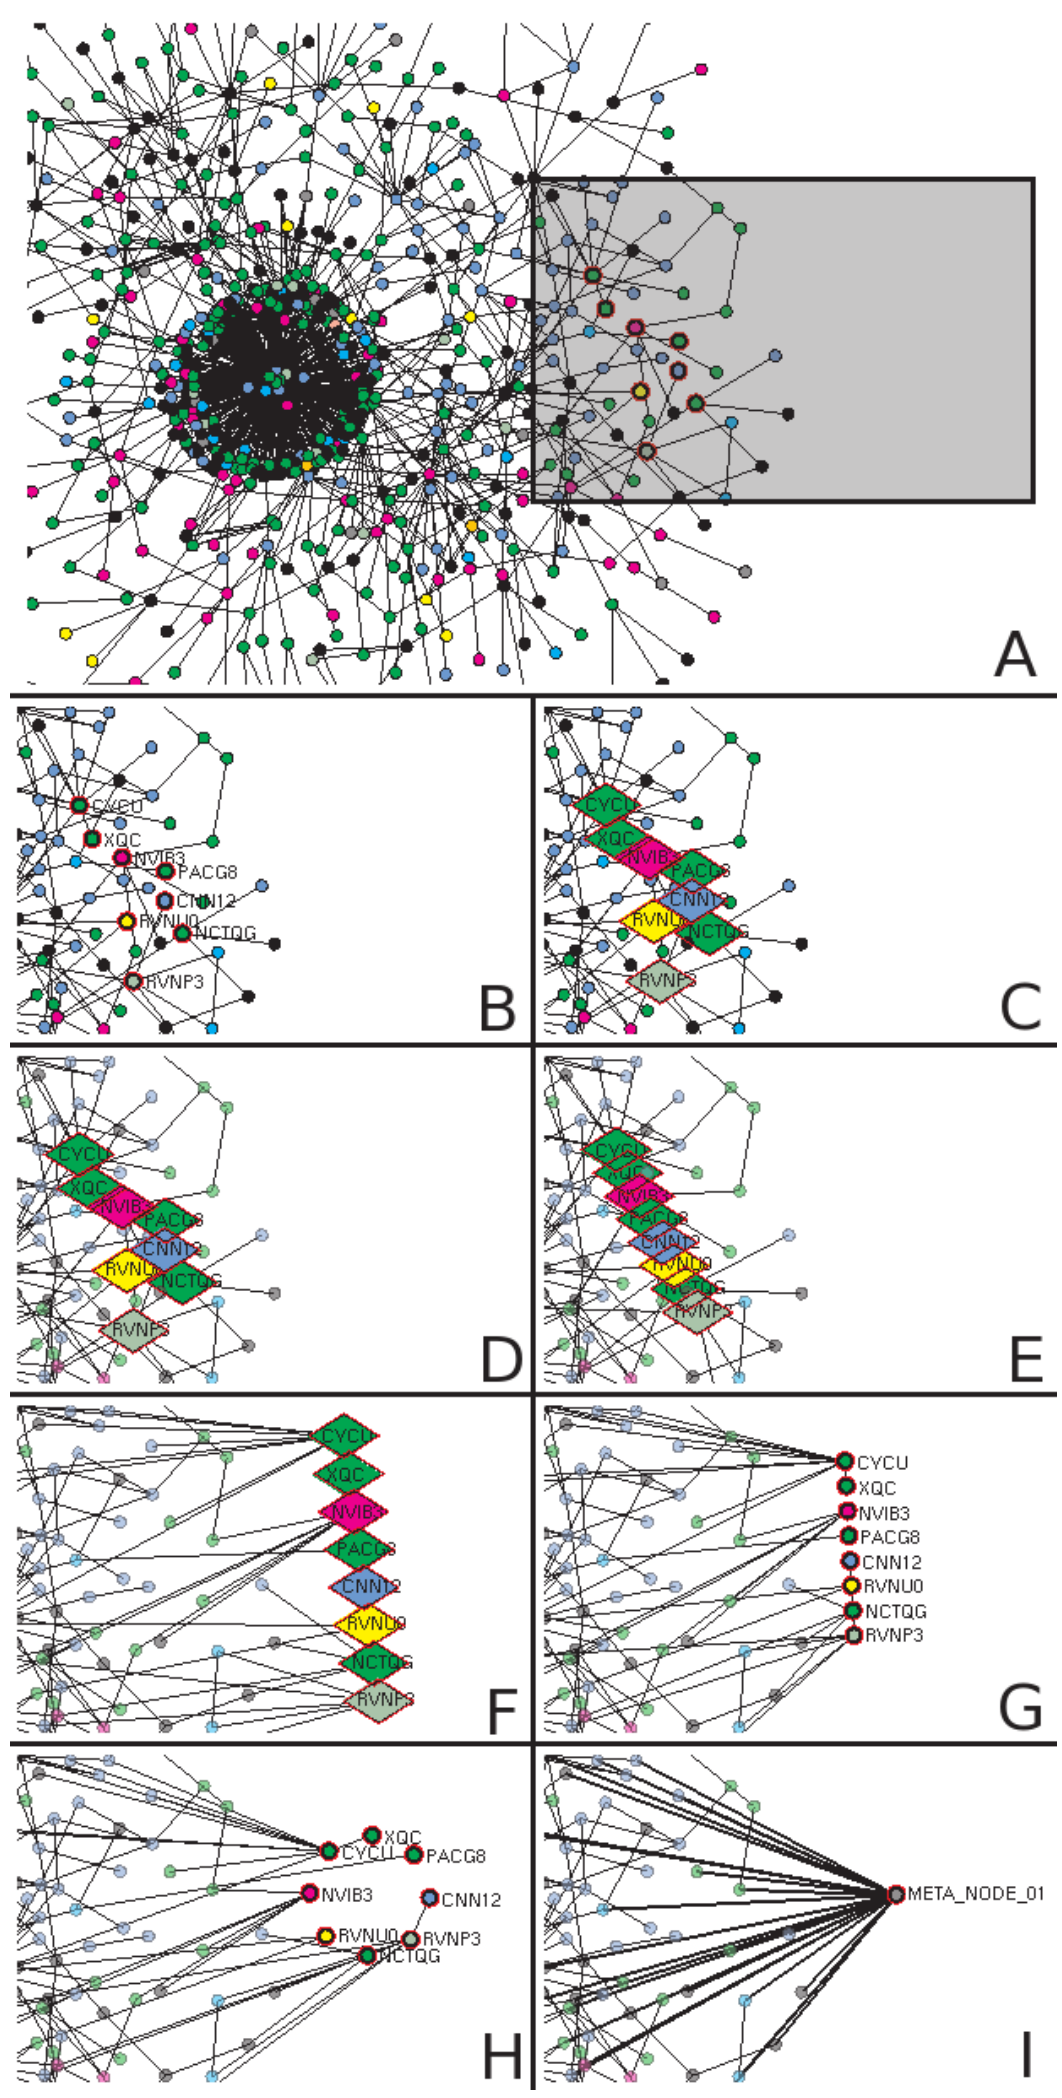 A
CYCU
XQC
NVIB3
PACG8
CNN12
RVNU0
NCTQG
RVNP3
B
CYCU
XQC
NVIB3
PACG8
CNN12
RVNU0
NCTQG
RVNP3
C
CYCU
XQC
NVIB3
PACG8
CNN12
RVNU0
NCTQG
RVNP3
D
CYCU
XQC
NVIB3
PACG8
CNN12
RVNU0
NCTQG
RVNP3
E
CYCU
XQC
NVIB3
PACG8
CNN12
RVNU0
NCTQG
RVNP3
F
CYCU
XQC
NVIB3
PACG8
CNN12
RVNU0
NCTQG
RVNP3
G
XQC
CYCU
PACG8
NVIB3
CNN12
RVNU0
RVNP3
NCTQG
H
META_NODE_01
I